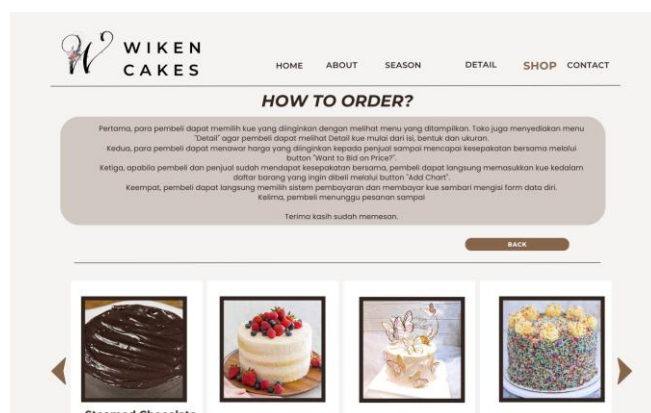 W WIKEN
CAKES
HOME ABOUT SEASON DETAIL SHOP CONTACT
HOW TO ORDER?
Pertama, para pembeli dapat memilih kue yang diinginkan dengan melihat menu yang ditampilkan. Toko juga menyediakan menu
"Detail" agar pembeli dapat melihat Detail kue mulai dari isi, bentuk dan ukuran.
Kedua, para pembeli dapat menawar harga yang diinginkan kepada penjual sampai mencapai kesepakatan bersama melalui
button "Want to Bid on Price?".
Ketiga, apabila pembeli dan penjual sudah mendapat kesepakatan bersama, pembeli dapat langsung memasukkan kue kedalam
daftar barang yang ingin dibeli melalui button "Add Chart".
Keempat, pembeli dapat langsung memilih sistem pembayaran dan membayar kue sembari mengisi form data diri.
Kelima, pembeli menunggu pesanan sampai
Terima kasih sudah memesan.
BACK
Steamed Chocolate